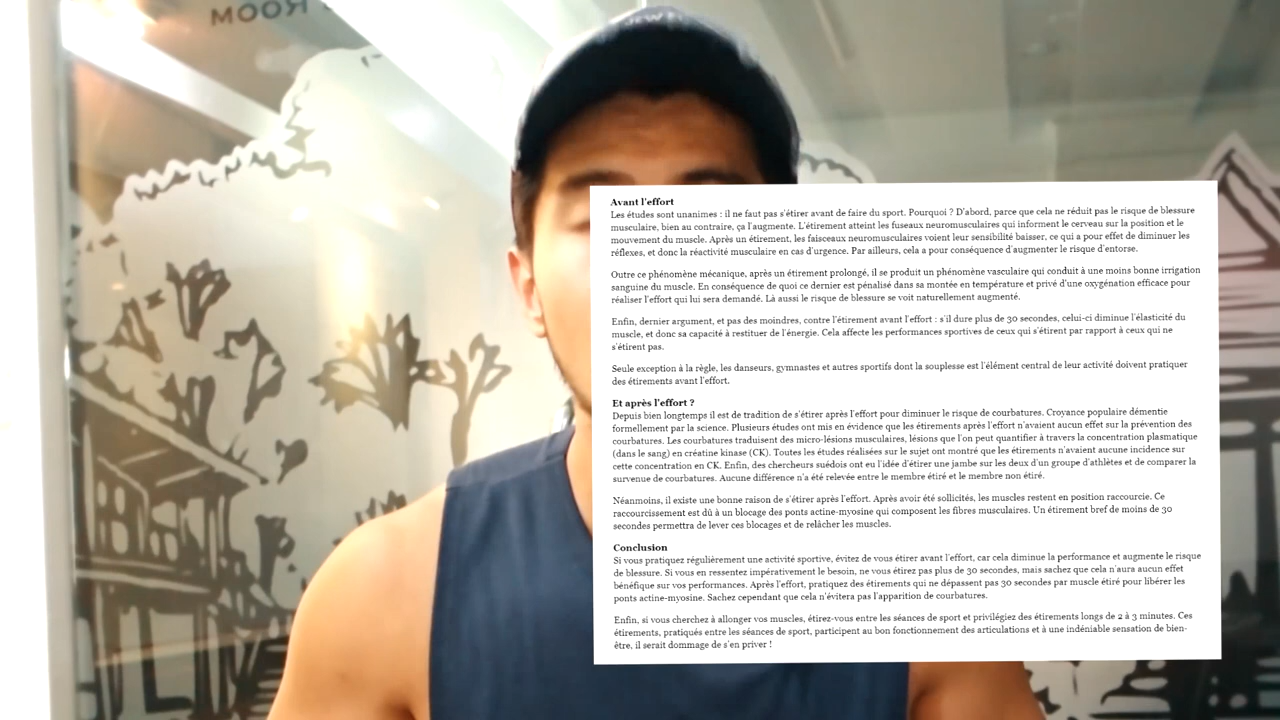 ROOM
Avant l'effort
Les études sont unanimes : il ne faut pas s'étirer avant de faire du sport. Pourquoi ? D'abord, parce que cela ne réduit pas le risque de blessure
musculaire, bien au contraire, ça l'augmente. L'étirement atteint les fuseaux neuromusculaires qui informent le cerveau sur la position et le
mouvement du muscle. Après un étirement, les faisceaux neuromusculaires voient leur sensibilité baisser, ce qui a pour effet de diminuer les
réflexes, et donc la réactivité musculaire en cas d'urgence. Par ailleurs, cela a pour conséquence d'augmenter le risque d'entorse.
Outre ce phénomène mécanique, après un étirement prolongé, il se produit un phénomène vasculaire qui conduit à une moins bonne irrigation
sanguine du muscle. En conséquence de quoi ce dernier est pénalisé dans sa montée en température et privé d'une oxygénation efficace pour
réaliser l'effort qui lui sera demandé. Là aussi le risque de blessure se voit naturellement augmenté.
Enfin, dernier argument, et pas des moindres, contre l'étirement avant l'effort : s'il dure plus de 30 secondes, celui-ci diminue l'élasticité du
muscle, et donc sa capacité à restituer de l'énergie. Cela affecte les performances sportives de ceux qui s'étirent par rapport à ceux qui ne
s'étirent pas.
Seule exception à la règle, les danseurs, gymnastes et autres sportifs dont la souplesse est l'élément central de leur activité doivent pratiquer
des étirements avant l'effort.
Et après l'effort ?
Depuis bien longtemps il est de tradition de s'étirer après l'effort pour diminuer le risque de courbatures. Croyance populaire démentie
formellement par la science. Plusieurs études ont mis en évidence que les étirements après l'effort n'avaient aucun effet sur la prévention des
courbatures. Les courbatures traduisent des micro-lésions musculaires, lésions que l'on peut quantifier à travers la concentration plasmatique
(dans le sang) en créatine kinase (CK). Toutes les études réalisées sur le sujet ont montré que les étirements n'avaient aucune incidence sur
cette concentration en CK. Enfin, des chercheurs suédois ont eu l'idée d'étirer une jambe sur les deux d'un groupe d'athlètes et de comparer la
survenue de courbatures. Aucune différence n'a été relevée entre le membre étiré et le membre non étiré.
Néanmoins, il existe une bonne raison de s'étirer après l'effort. Après avoir été sollicités, les muscles restent en position raccourcie. Ce
raccourcissement est dû à un blocage des ponts actine-myosine qui composent les fibres musculaires. Un étirement bref de moins de 30
secondes permettra de lever ces blocages et de relâcher les muscles.
Conclusion
Si vous pratiquez régulièrement une activité sportive, évitez de vous étirer avant l'effort, car cela diminue la performance et augmente le risque
de blessure. Si vous en ressentez impérativement le besoin, ne vous étirez pas plus de 30 secondes, mais sachez que cela n'aura aucun effet
bénéfique sur vos performances. Après l'effort, pratiquez des étirements qui ne dépassent pas 30 secondes par muscle étiré pour libérer les
ponts actine-myosine. Sachez cependant que cela n'évitera pas l'apparition de courbatures.
Enfin, si vous cherchez à allonger vos muscles, étirez-vous entre les séances de sport et privilégiez des étirements longs de 2 à 3 minutes. Ces
étirements, pratiqués entre les séances de sport, participent au bon fonctionnement des articulations et à une indéniable sensation de bien-
être, il serait dommage de s'en priver !